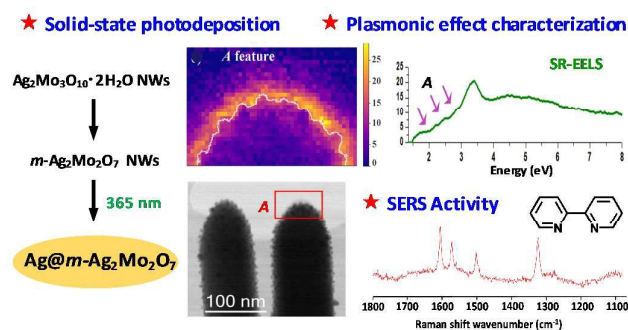 ★ Solid-state photodeposition
Ag₂Mo₃O₁₀·2H₂O NWs
m-Ag₂Mo₂O₇ NWs
365 nm
Ag@m-Ag₂Mo₂O₇
A feature
25
20
15
10
5
0
A
100 nm
★ Plasmonic effect characterization
SR-EELS
A
25
20
15
10
5
0
2
3
4
5
6
7
8
Energy (eV)
★ SERS Activity
N
N
1800
1700
1600
1500
1400
1300
1200
1100
Raman shift wavenumber (cm⁻¹)